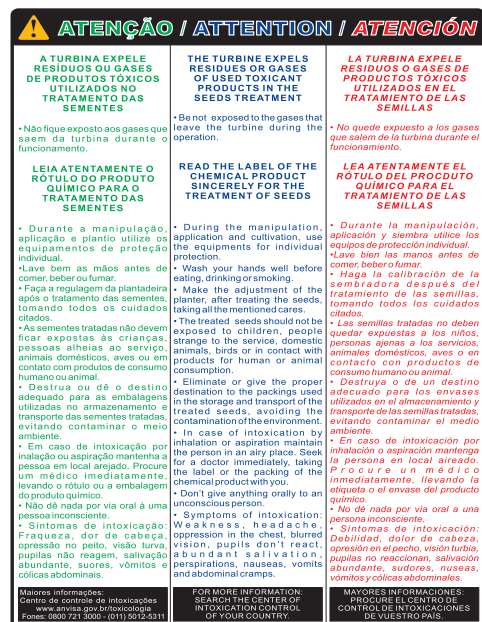 ATENÇÃO / ATTENTION / ATENCIÓN
A TURBINA EXPELE
RESÍDUOS OU GASES
DE PRODUTOS TÓXICOS
UTILIZADOS NO
TRATAMENTO DAS
SEMENTES
• Não fique exposto aos gases que
saem da turbina durante o
funcionamento.
LEIA ATENTAMENTE O
RÓTULO DO PRODUTO
QUÍMICO PARA O
TRATAMENTO DAS
SEMENTES
• Durante a manipulação,
aplicação e plantio utilize os
equipamentos de proteção
individual.
•Lave bem as mãos antes de
comer, beber ou fumar.
• Faça a regulagem da plantadeira
após o tratamento das sementes,
tomando todos os cuidados
citados.
• As sementes tratadas não devem
ficar expostas às crianças,
pessoas alheias ao serviço,
animais domésticos, aves ou em
contato com produtos de consumo
humano ou animal.
• Destrua ou dê o destino
adequado para as embalagens
utilizadas no armazenamento e
transporte das sementes tratadas,
evitando contaminar o meio
ambiente.
• Em caso de intoxicação por
inalação ou aspiração mantenha a
pessoa em local arejado. Procure
um médico imediatamente,
levando o rótulo ou a embalagem
do produto químico.
• Não dê nada por via oral à uma
pessoa inconsciente.
• Sintomas de intoxicação:
Fraqueza, dor de cabeça,
opressão no peito, visão turva,
pupilas não reagem, salivação
abundante, suores, vômitos e
cólicas abdominais.
Maiores informações:
Centro de controle de intoxicações
www.anvisa.gov.br/toxicologia
Fones: 0800 721 3000 - (011) 5012-5311
THE TURBINE EXPELS
RESIDUES OR GASES
OF USED TOXICANT
PRODUCTS IN THE
SEEDS TREATMENT
• Be not exposed to the gases that
leave the turbine during the
operation.
READ THE LABEL OF THE
CHEMICAL PRODUCT
SINCERELY FOR THE
TREATMENT OF SEEDS
• During the manipulation,
application and cultivation, use
the equipments for individual
protection.
• Wash your hands well before
eating, drinking or smoking.
• Make the adjustment of the
planter, after treating the seeds,
taking all the mentioned cares.
• The treated seeds should not be
exposed to children, people
strange to the service, domestic
animals, birds or in contact with
products for human or animal
consumption.
• Eliminate or give the proper
destination to the packages used
in the storage and transport of the
treated seeds, avoiding the
contamination of the environment.
• In case of intoxication by
inhalation or aspiration maintain
the person in an airy place. Seek
for a doctor immediately, taking
the label or the packing of the
chemical product with you.
• Don't give anything orally to an
unconscious person.
• Symptoms of intoxication:
Weakness, headache,
oppression in the chest, blurred
vision, pupils don't react,
abundant salivation,
perspirations, nauseas, vomits
and abdominal cramps.
FOR MORE INFORMATION:
SEARCH THE CENTER OF
INTOXICATION CONTROL
OF YOUR COUNTRY.
LA TURBINA EXPELE
RESIDUOS O GASES DE
PRODUCTOS TÓXICOS
UTILIZADOS EN EL
TRATAMIENTO DE LAS
SEMILLAS
• No quede expuesto a los gases
que salem de la turbina durante el
funcionamiento.
LEA ATENTAMENTE EL
RÓTULO DEL PROCDUTO
QUÍMICO PARA EL
TRATAMIENTO DE LAS
SEMILLAS
• Durante la manipulación,
aplicación y siembra utilice los
equipos de protección individual.
•Lave bien las manos antes de
comer, beber o fumar.
• Haga la calibración de la
sembradora después del
tratamiento de las semillas,
tomando todos los cuidados
citados.
• Las semillas tratadas no deben
quedar expuestas a los niños,
personas ajenas a los servicios,
animales domésticos, aves o en
contacto con productos de
consumo humano ou animal.
• Destruya o de un destino
adecuado para los envases
utilizados en el almacenamiento y
transporte de las semillas tratadas,
evitando contaminar el medio
ambiente.
• En caso de intoxicación por
inhalation o aspiración mantenga
la persona en local aireado.
Procure un médico
inmediatamente, llevando la
etiqueta o el envase del producto
químico.
• No dé nada por via oral a una
persona inconsciente.
• Síntomas de intoxicación:
Debilidad, dolor de cabeza,
opresión en el pecho, visión turbia,
pupilas no reaccionan, salivación
abundante, sudores, nuseas,
vómitos y cólicas abdominales.
MAYORES INFORMACIONES:
PROCURE EL CENTRO DE
CONTROL DE INTOXICACIONES
DE VUESTRO PAÍS.